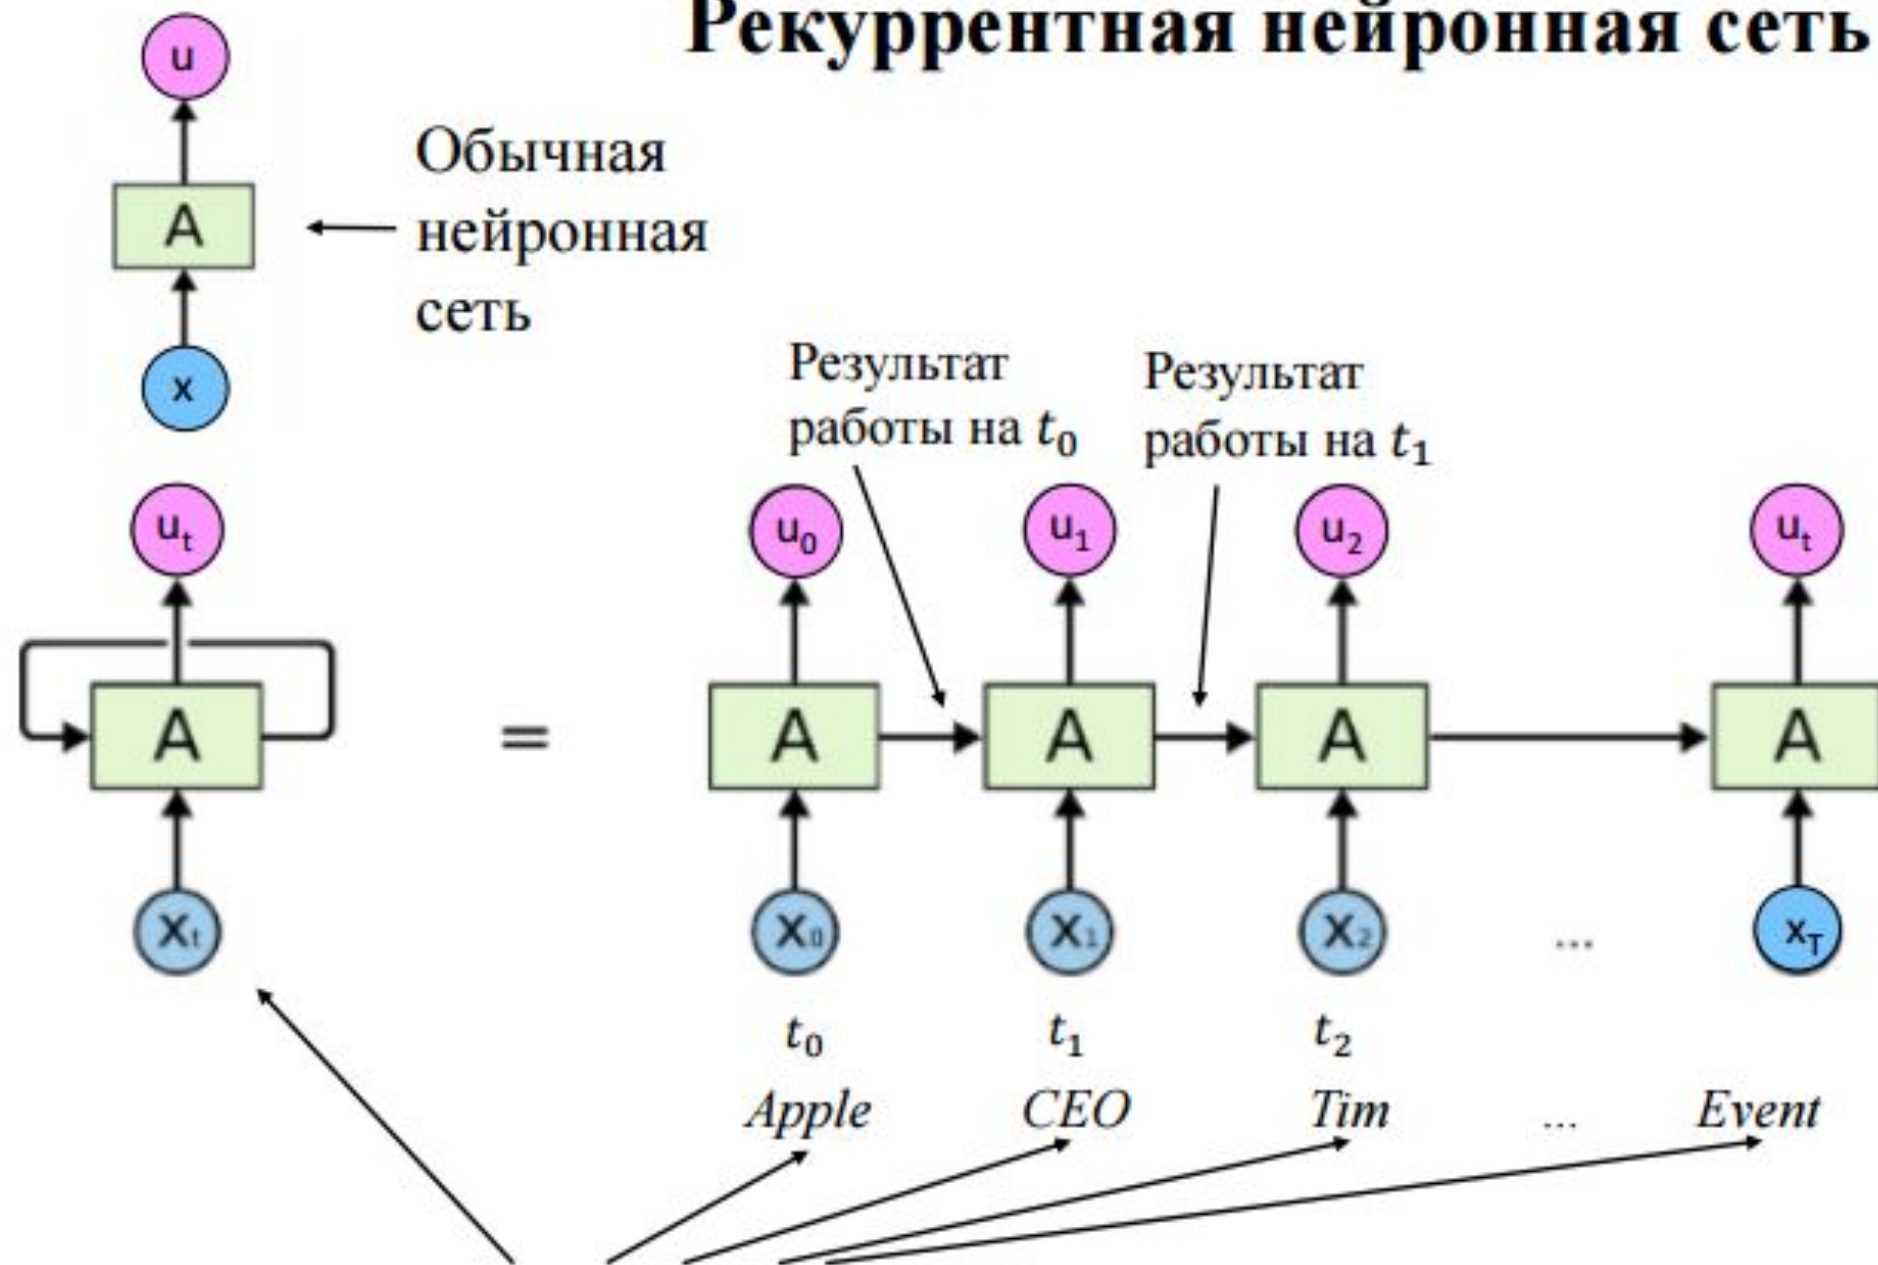 Рекуррентная нейронная сеть
u
A
x
Обычная
нейронная
сеть
Результат
работы на t₀
Результат
работы на t₁
uₜ
u₀
u₁
u₂
uₜ
A
=
A
A
A
A
xₜ
x₀
x₁
x₂
...
x_T
t₀
t₁
t₂
Apple
CEO
Tim
...
Event